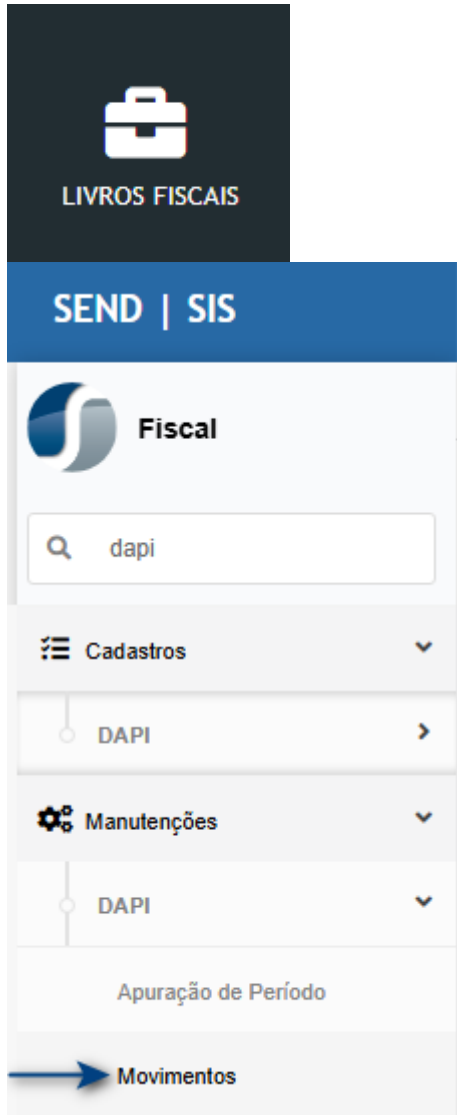 LIVROS FISCAIS
SEND | SIS
Fiscal
dapi
Cadastros
DAPI
Manutenções
DAPI
Apuração de Período
Movimentos